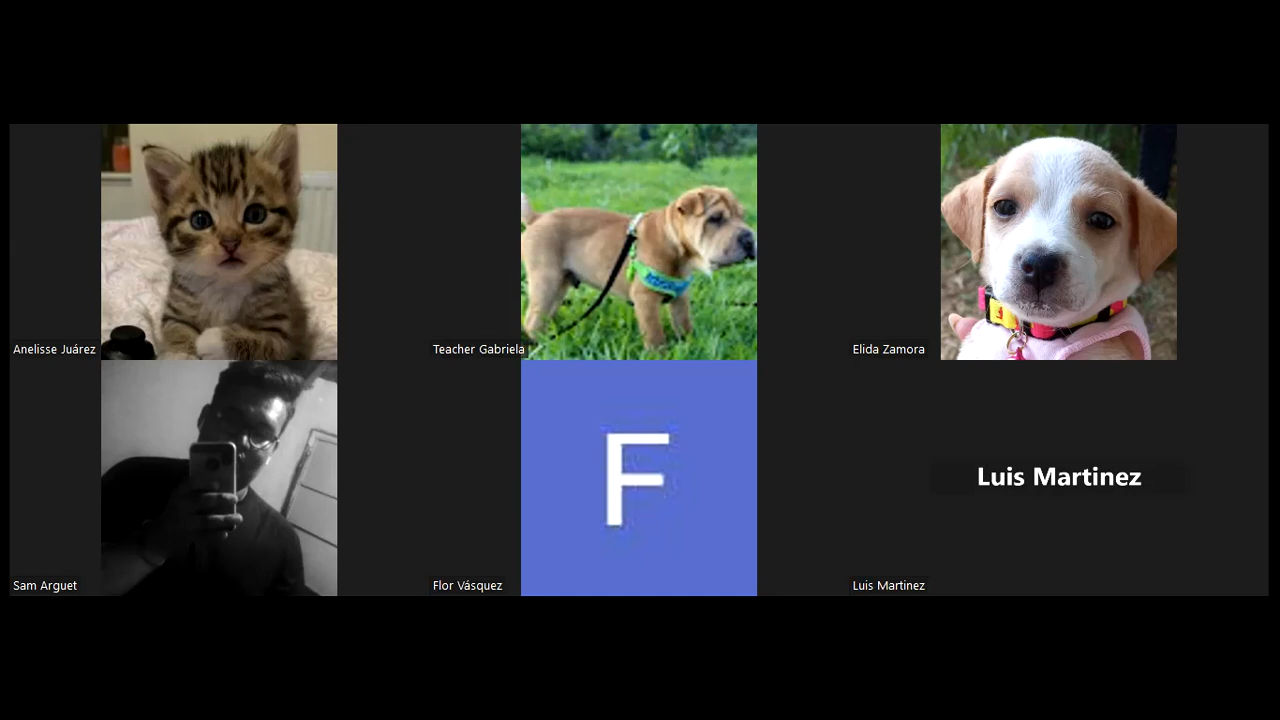 Anelisse Juárez
Teacher Gabriela
Elida Zamora
F
Luis Martinez
Sam Arguet
Flor Vásquez
Luis Martinez